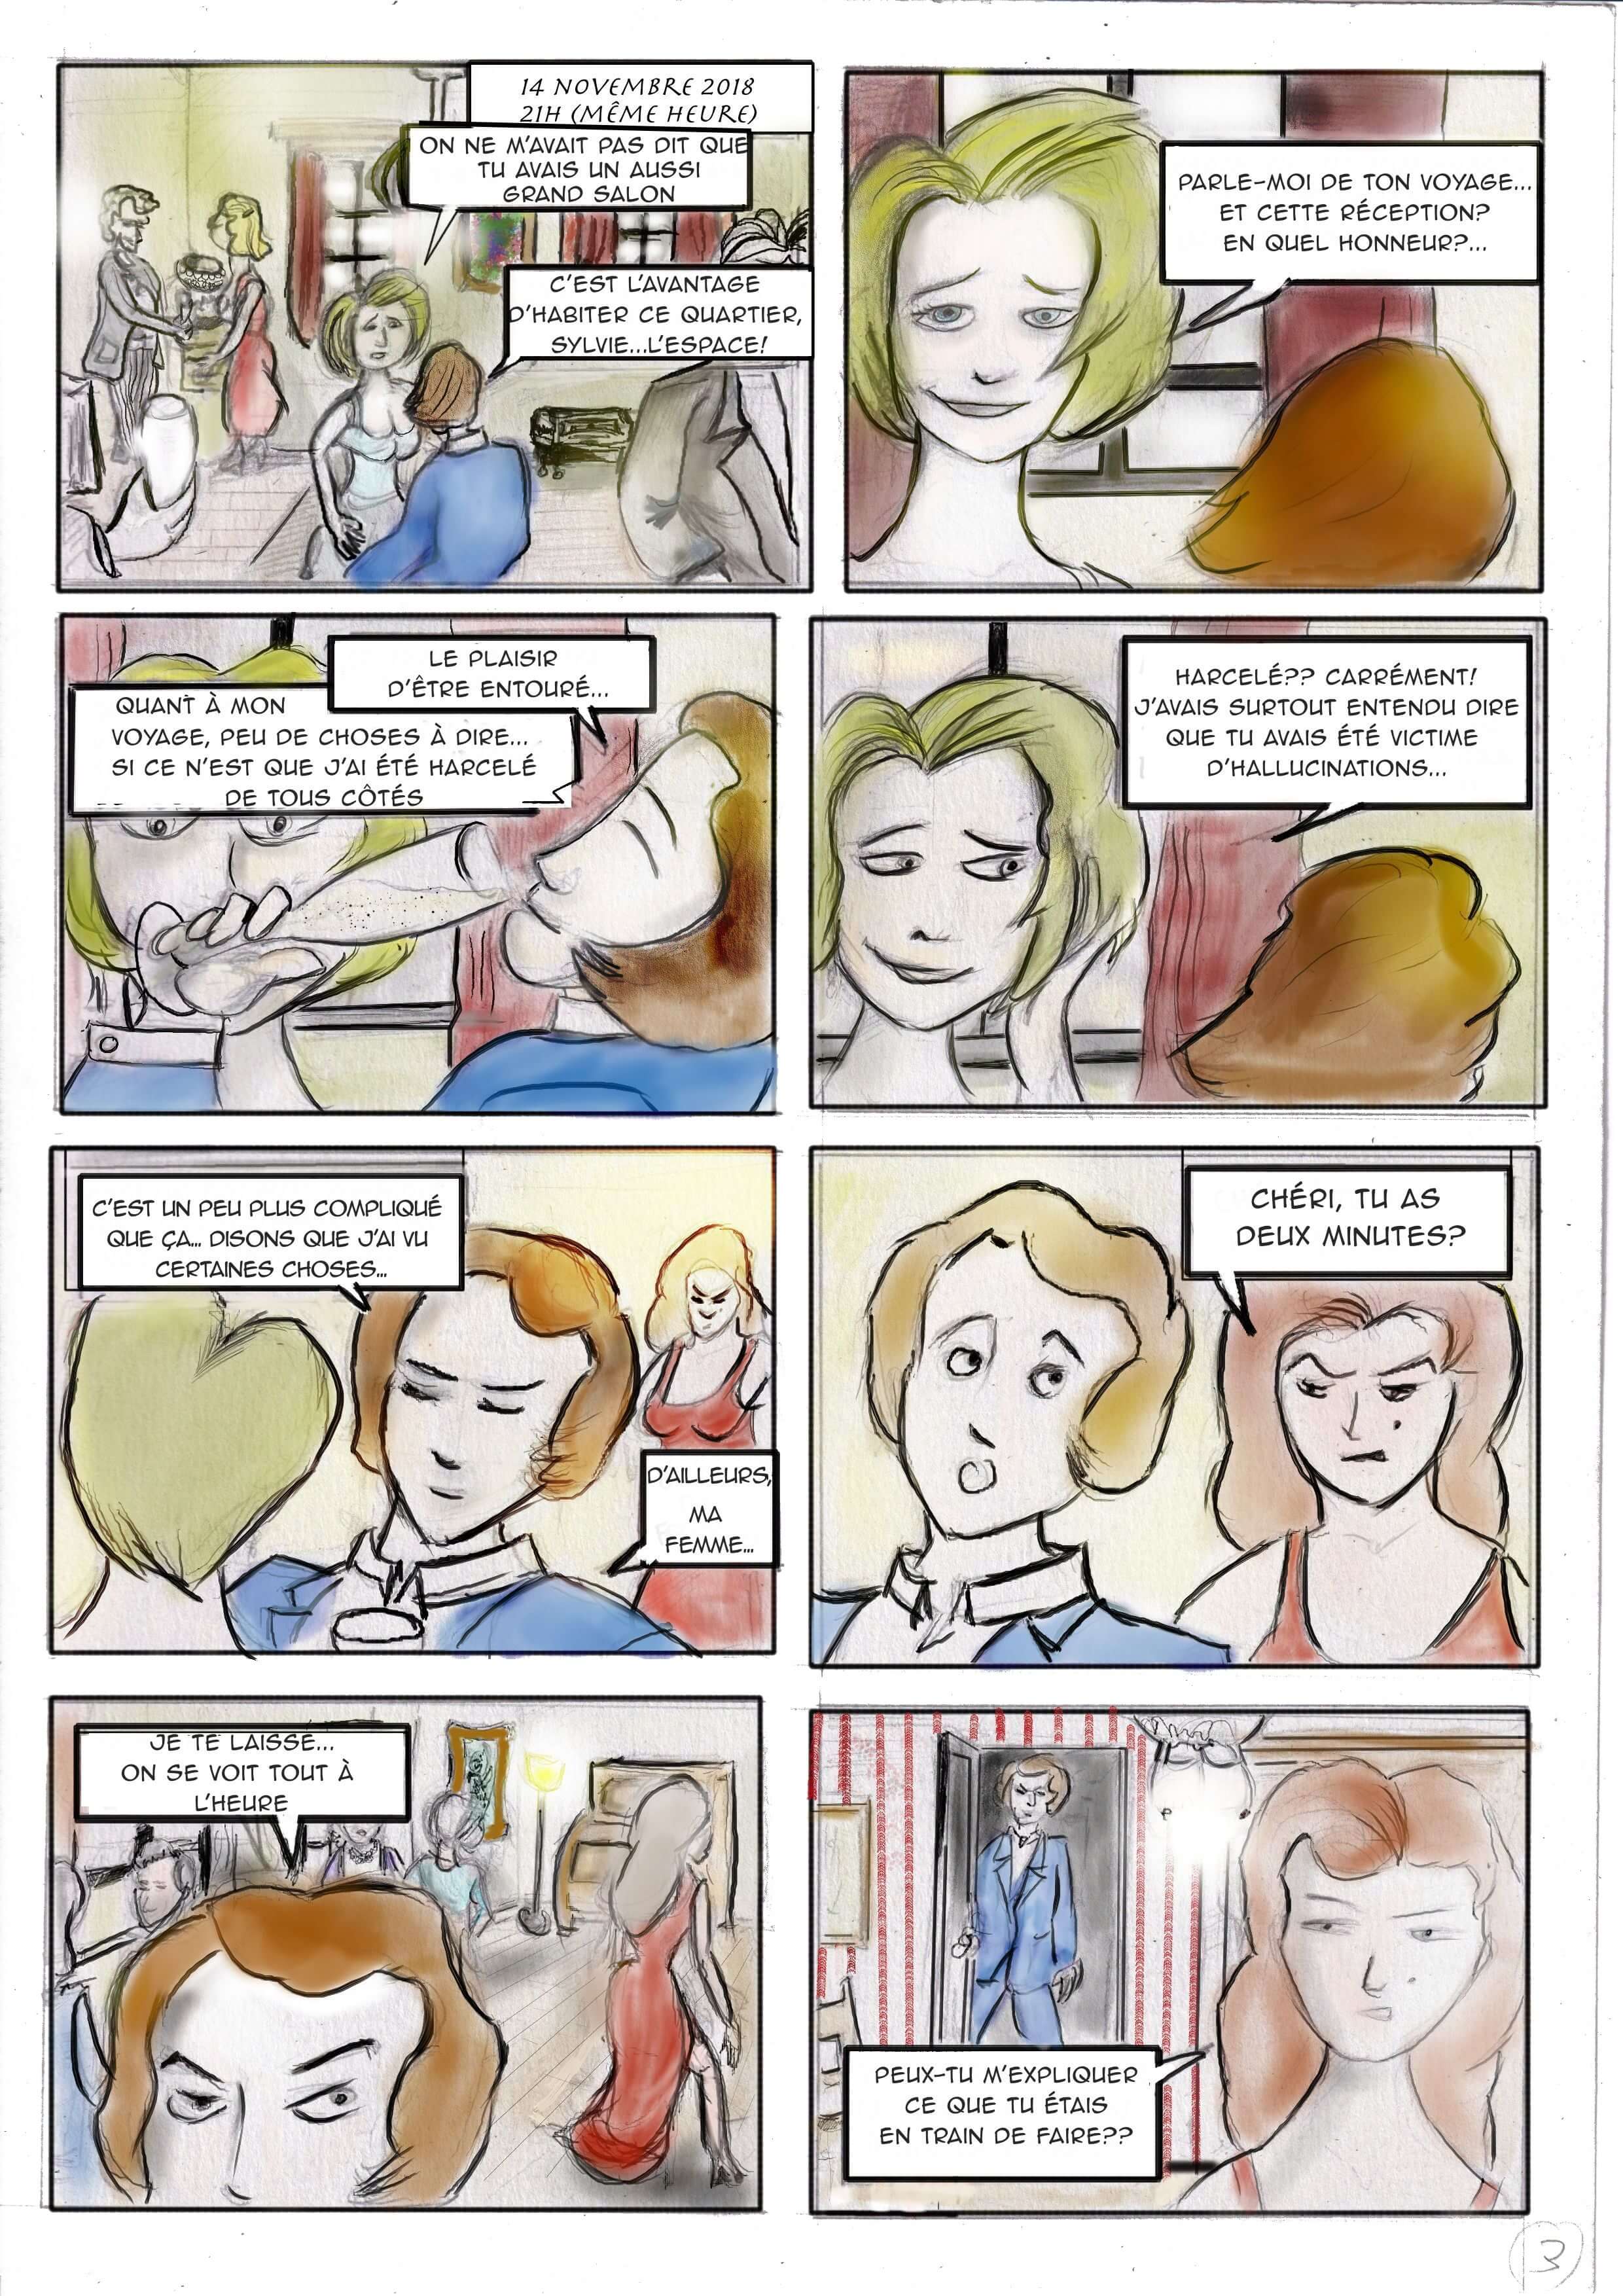 14 NOVEMBRE 2018
21H (MÊME HEURE)
ON NE M'AVAIT PAS DIT QUE
TU AVAIS UN AUSSI
GRAND SALON
C'EST L'AVANTAGE
D'HABITER CE QUARTIER,
SYLVIE...L'ESPACE!
PARLE-MOI DE TON VOYAGE...
ET CETTE RÉCEPTION?
EN QUEL HONNEUR?...
LE PLAISIR
D'ÊTRE ENTOURÉ...
QUANT À MON
VOYAGE, PEU DE CHOSES À DIRE...
SI CE N'EST QUE J'AI ÉTÉ HARCELÉ
DE TOUS CÔTÉS
HARCELÉ?? CARRÉMENT!
J'AVAIS SURTOUT ENTENDU DIRE
QUE TU AVAIS ÉTÉ VICTIME
D'HALLUCINATIONS...
C'EST UN PEU PLUS COMPLIQUÉ
QUE ÇA... DISONS QUE J'AI VU
CERTAINES CHOSES...
D'AILLEURS,
MA
FEMME...
CHÉRI, TU AS
DEUX MINUTES?
JE TE LAISSE...
ON SE VOIT TOUT À
L'HEURE
PEUX-TU M'EXPLIQUER
CE QUE TU ÉTAIS
EN TRAIN DE FAIRE??
3